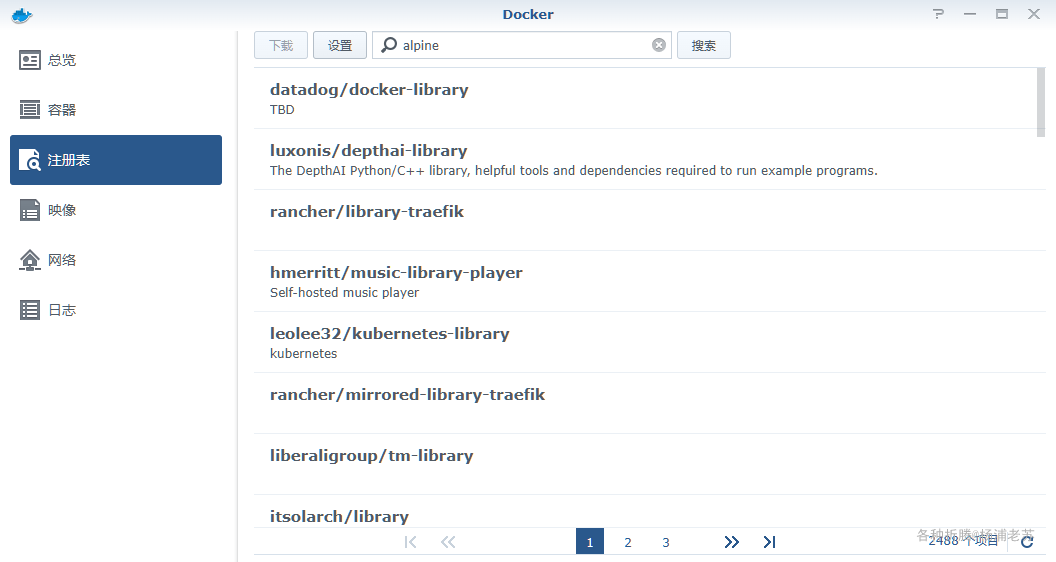 Docker
总览
容器
注册表
映像
网络
日志
下载 设置 alpine 搜索
datadog/docker-library
TBD
luxonis/depthai-library
The DepthAI Python/C++ library, helpful tools and dependencies required to run example programs.
rancher/library-traefik
hmerritt/music-library-player
Self-hosted music player
leolee32/kubernetes-library
kubernetes
rancher/mirrored-library-traefik
liberaligroup/tm-library
itsolarch/library
1 2 3
2488 个项目
各种折腾@杨浦老苏